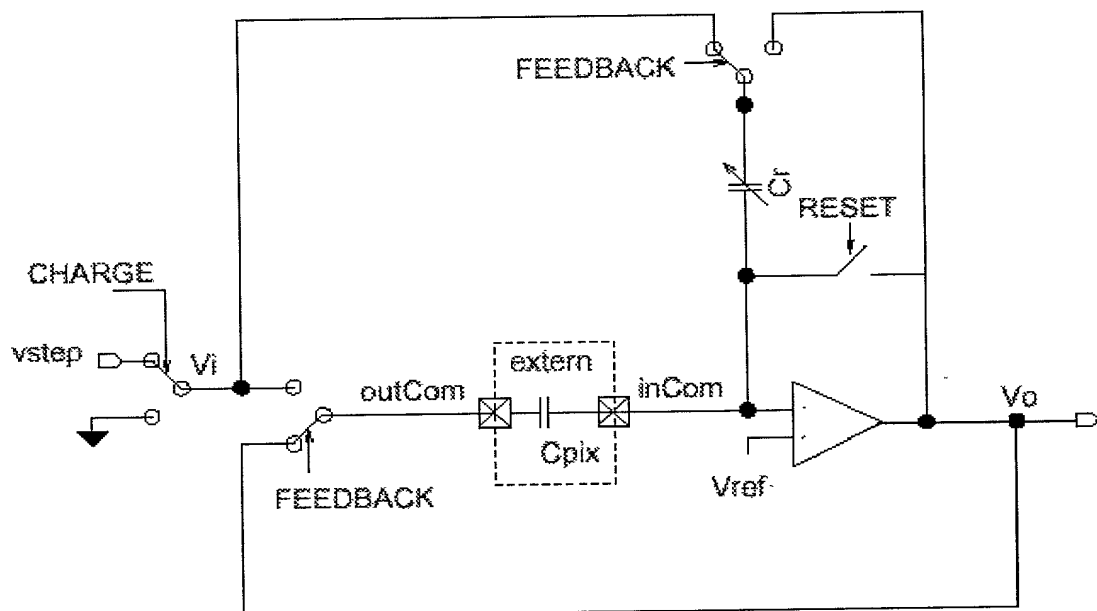 FEEDBACK
Cr
RESET
CHARGE
vstep
Vi
extern
outCom
inCom
Vo
Cpix
Vref
FEEDBACK